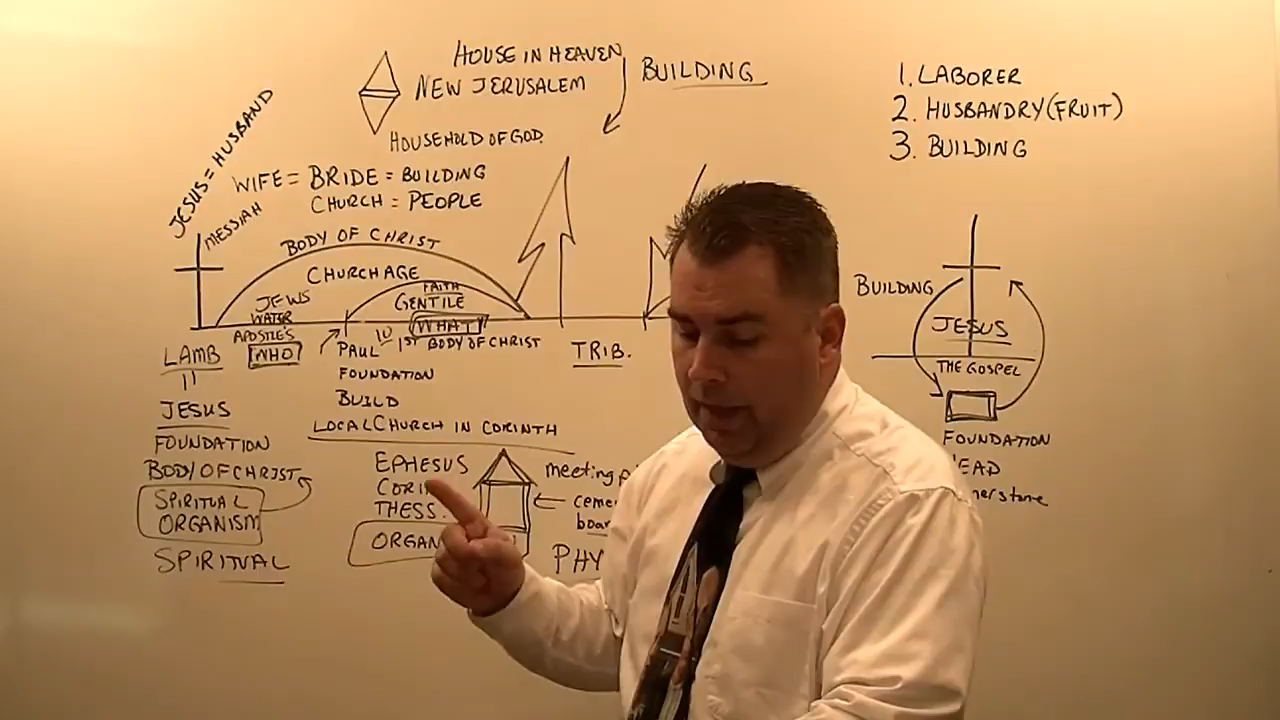 HOUSE IN HEAVEN
NEW JERUSALEM
BUILDING
HOUSEHOLD OF GOD
JESUS = HUSBAND
MESSIAH
WIFE = BRIDE = BUILDING
CHURCH = PEOPLE
BODY OF CHRIST
CHURCH AGE
JEWS
WATER
APOSTLE'S
WHO
FAITH
GENTILE
WHAT
1ST BODY OF CHRIST
LAMB
JESUS
FOUNDATION
BODY OF CHRIST
SPIRITUAL
ORGANISM
SPIRITUAL
PAUL
10
FOUNDATION
BUILD
LOCAL CHURCH IN CORINTH
EPHESUS
THESS.
meeting
TRIB.
1. LABORER
2. HUSBANDRY (FRUIT)
3. BUILDING
BUILDING
JESUS
THE GOSPEL
FOUNDATION